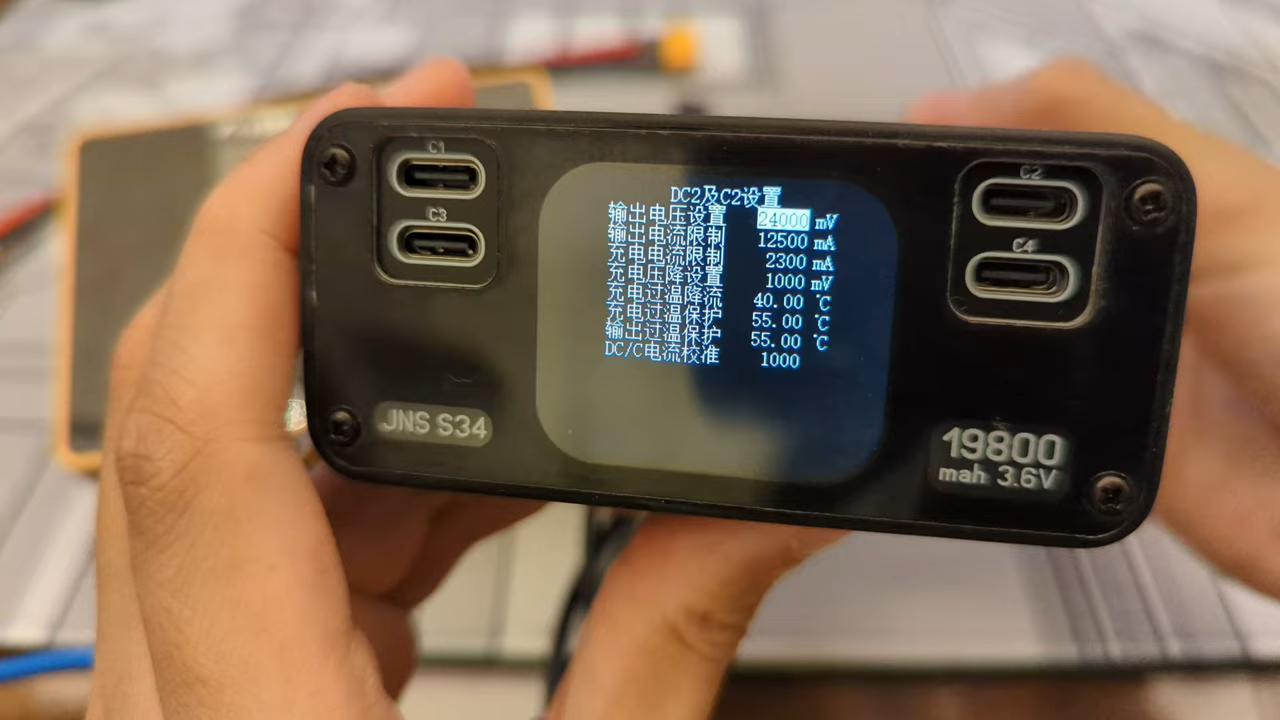 C1
C3
C2
C4
DC2及C2设置
输出电压设置 24000 mV
输出电流限制 12500 mA
充电电流限制 2300 mA
充电压降设置 1000 mV
充电过温降流 40.00 ℃
充电过温保护 55.00 ℃
输出过温保护 55.00 ℃
DC/C电流校准 1000
JNS S34
19800
mah 3.6V